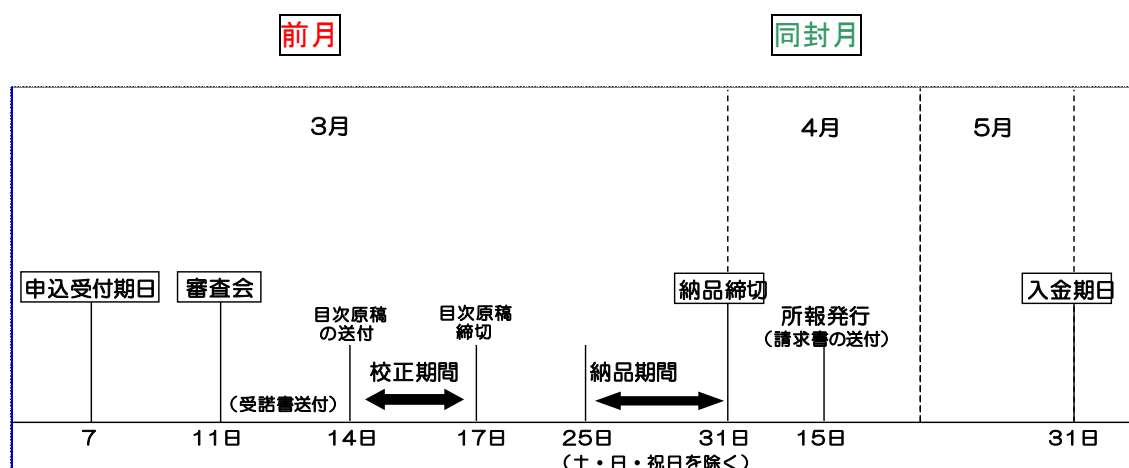 前月
同封月
3月
4月
5月
申込受付期日
審査会
納品締切
入金期日
目次原稿
の送付
目次原稿
締切
所報発行
(請求書の送付)
校正期間
納品期間
(受諾書送付)
7
11日
14日
17日
25日
31日
15日
31日
(土・日・祝日を除く)